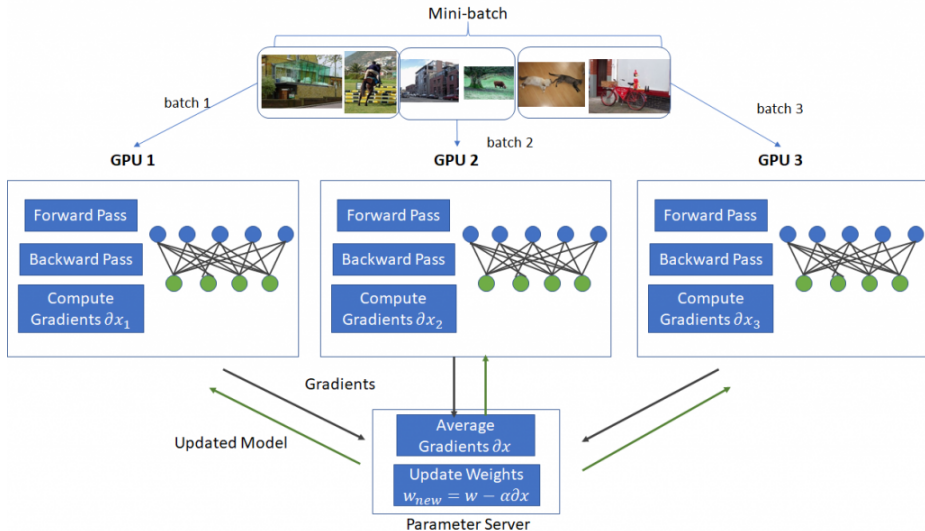 Mini-batch
batch 1
batch 2
batch 3
GPU 1
GPU 2
GPU 3
Forward Pass
Backward Pass
Compute
Gradients ∂x₁
Forward Pass
Backward Pass
Compute
Gradients ∂x₂
Forward Pass
Backward Pass
Compute
Gradients ∂x₃
Gradients
Updated Model
Average
Gradients ∂x
Update Weights
wₙₑw = w − α∂x
Parameter Server